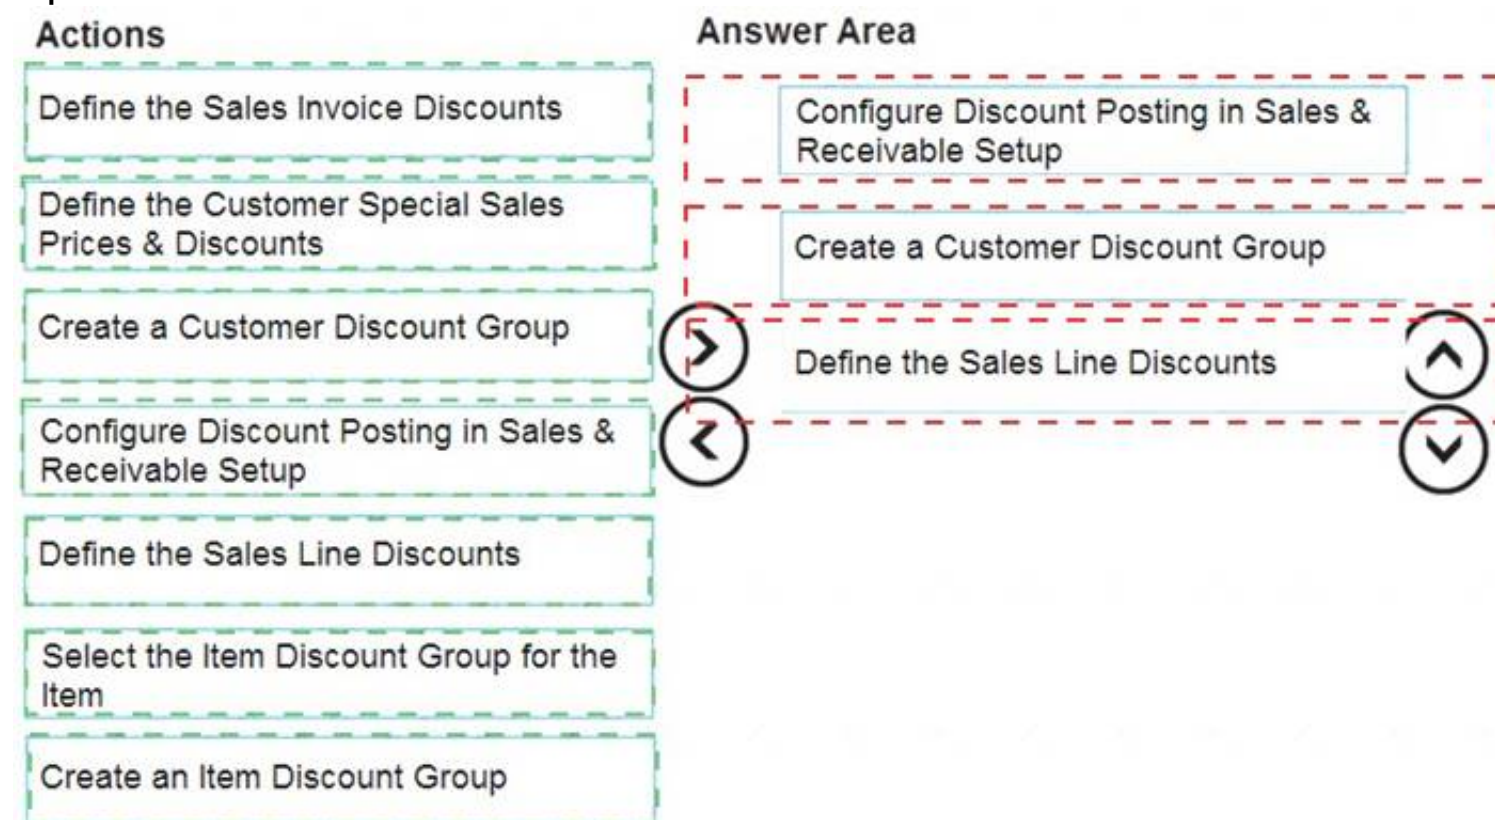 Actions
Define the Sales Invoice Discounts
Define the Customer Special Sales
Prices & Discounts
Create a Customer Discount Group
Configure Discount Posting in Sales &
Receivable Setup
Define the Sales Line Discounts
Select the Item Discount Group for the
Item
Create an Item Discount Group
Answer Area
Configure Discount Posting in Sales &
Receivable Setup
Create a Customer Discount Group
Define the Sales Line Discounts